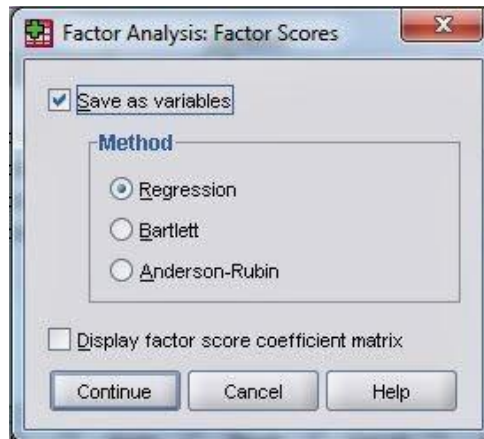 Factor Analysis: Factor Scores
Save as variables
Method
Regression
Bartlett
Anderson-Rubin
Display factor score coefficient matrix
Continue Cancel Help